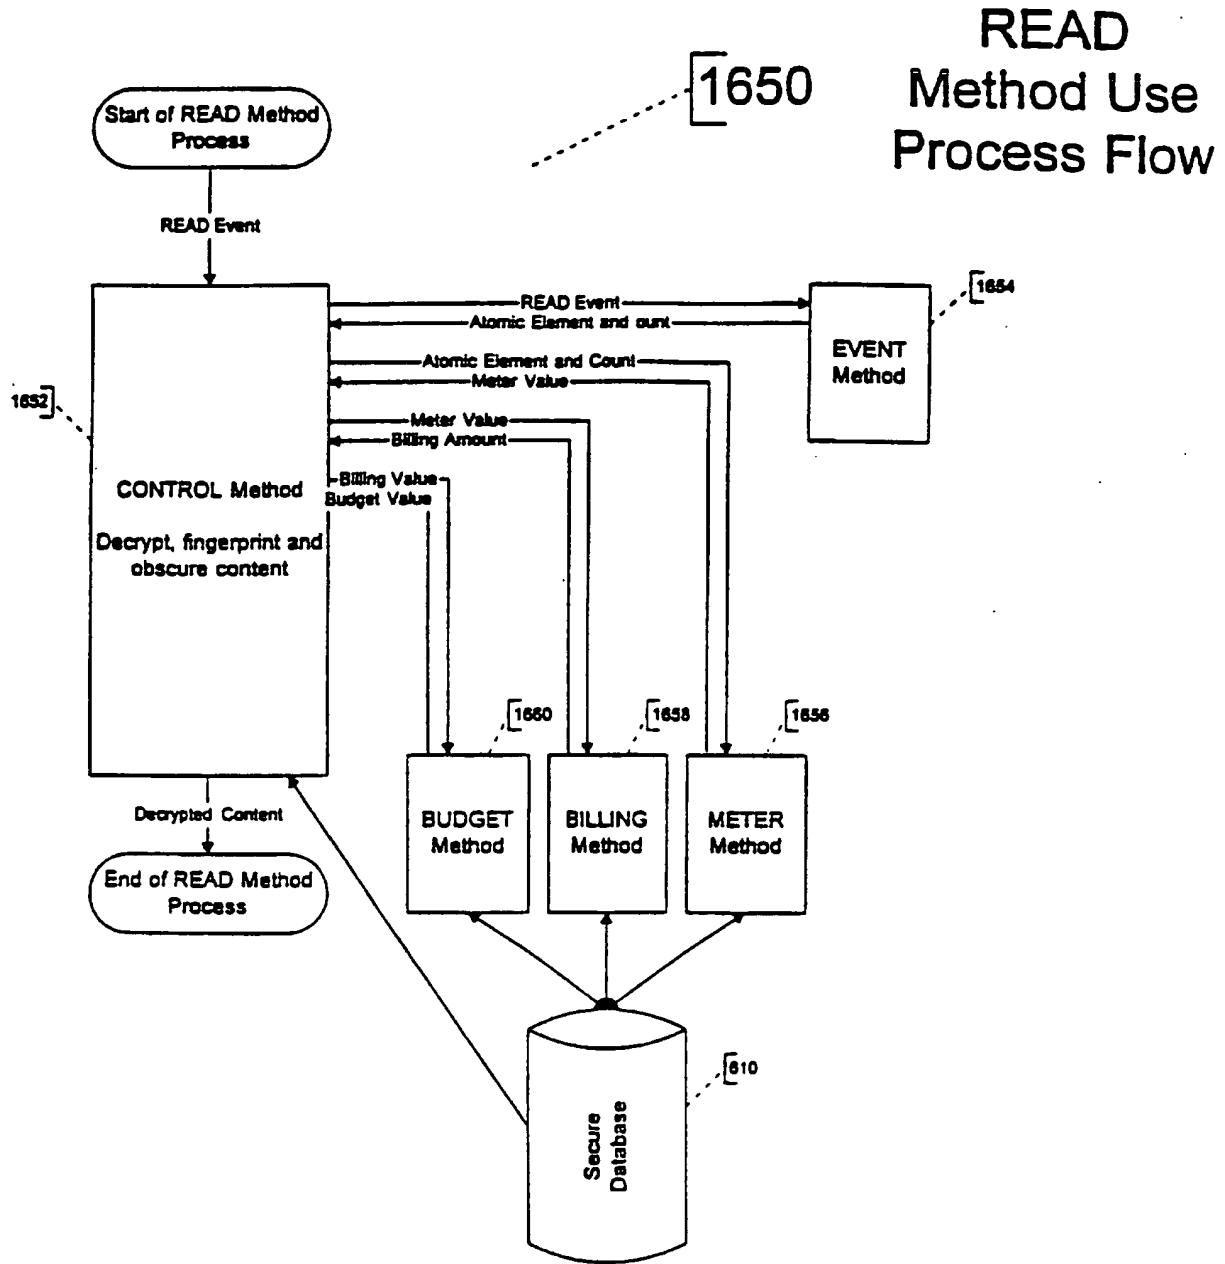 READ
Method Use
Process Flow
1650
Start of READ Method
Process
READ Event
READ Event
Atomic Element and ount
1654
EVENT
Method
Atomic Element and Count
Meter Value
1652
Meter Value
Billing Amount
Billing Value
Budget Value
CONTROL Method
Decrypt, fingerprint and
obscure content
1660
1658
1656
Decrypted Content
BUDGET
Method
BILLING
Method
METER
Method
End of READ Method
Process
610
Secure
Database